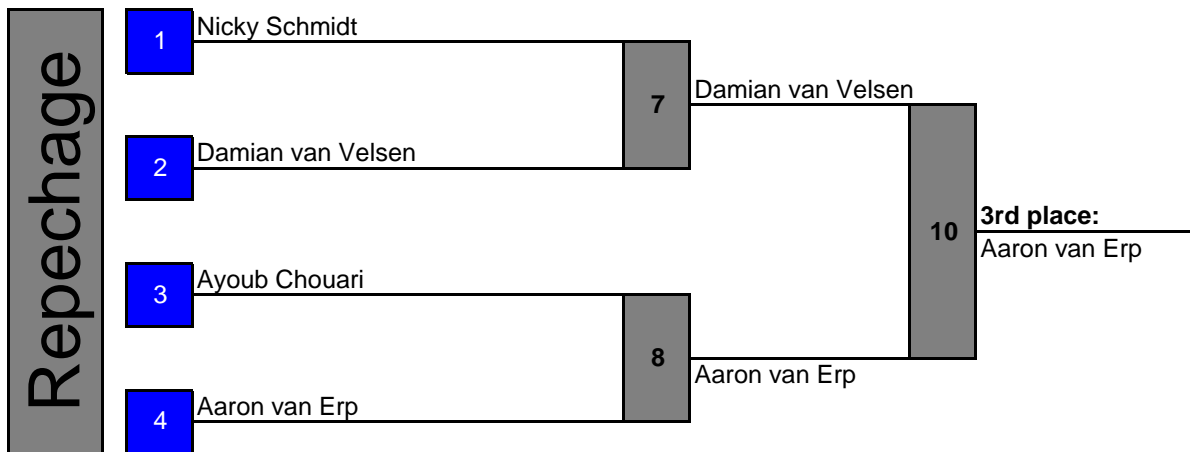 Repechage
1
Nicky Schmidt
2
Damian van Velsen
7
Damian van Velsen
3
Ayoub Chouari
4
Aaron van Erp
8
Aaron van Erp
10
3rd place:
Aaron van Erp